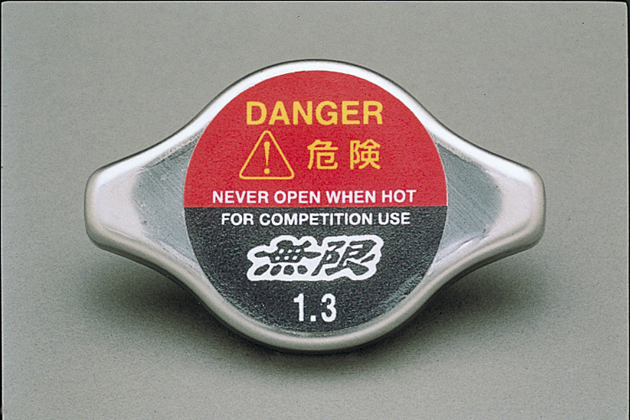 DANGER
危険
NEVER OPEN WHEN HOT
FOR COMPETITION USE
無限
1.3